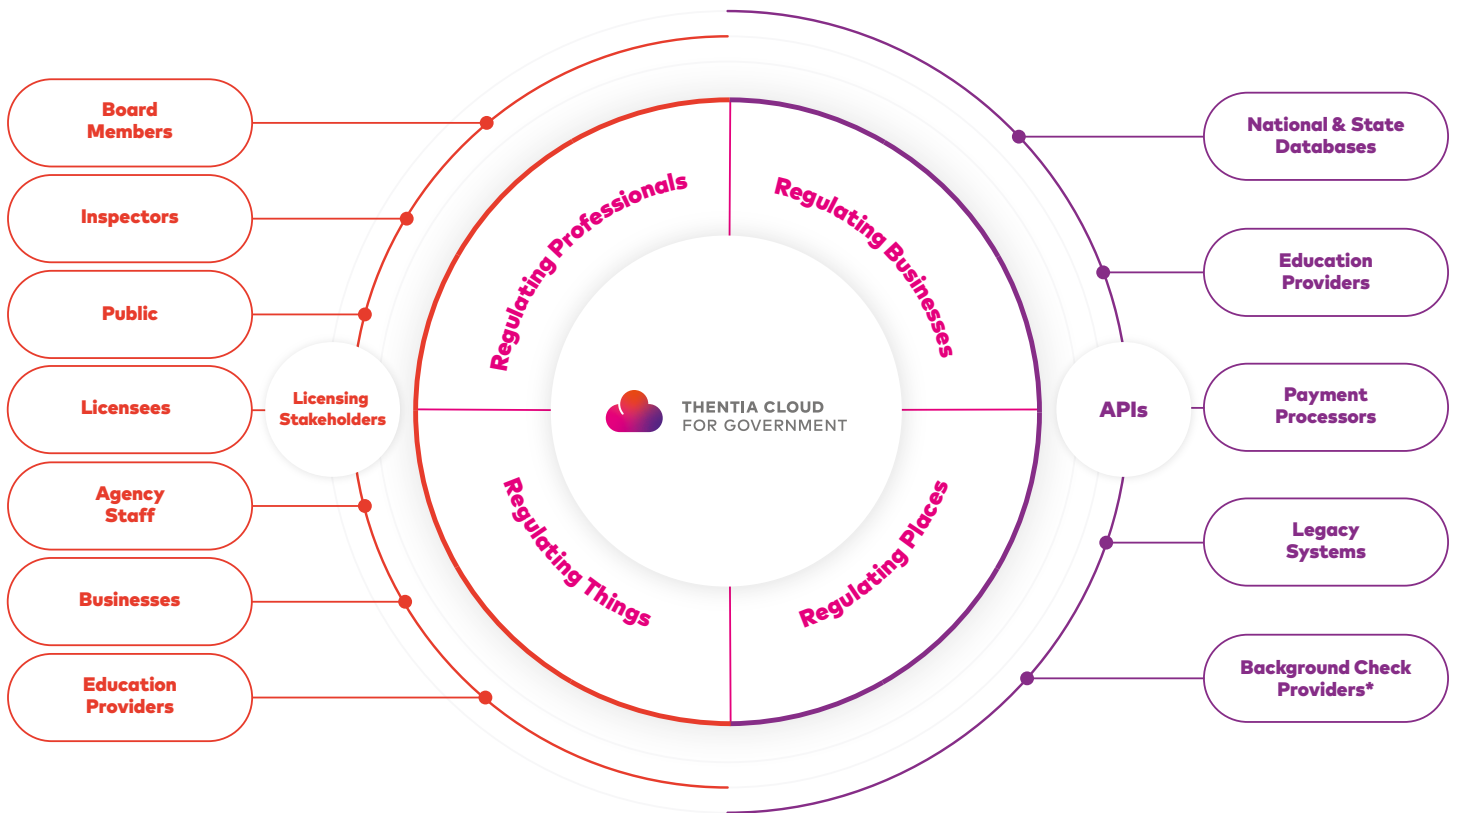 Board
Members
Inspectors
Public
Licensees
Agency
Staff
Businesses
Education
Providers
Licensing
Stakeholders
Regulating Professionals
Regulating Businesses
Regulating Things
Regulating Places
THENTIA CLOUD
FOR GOVERNMENT
APIs
National & State
Databases
Education
Providers
Payment
Processors
Legacy
Systems
Background Check
Providers*